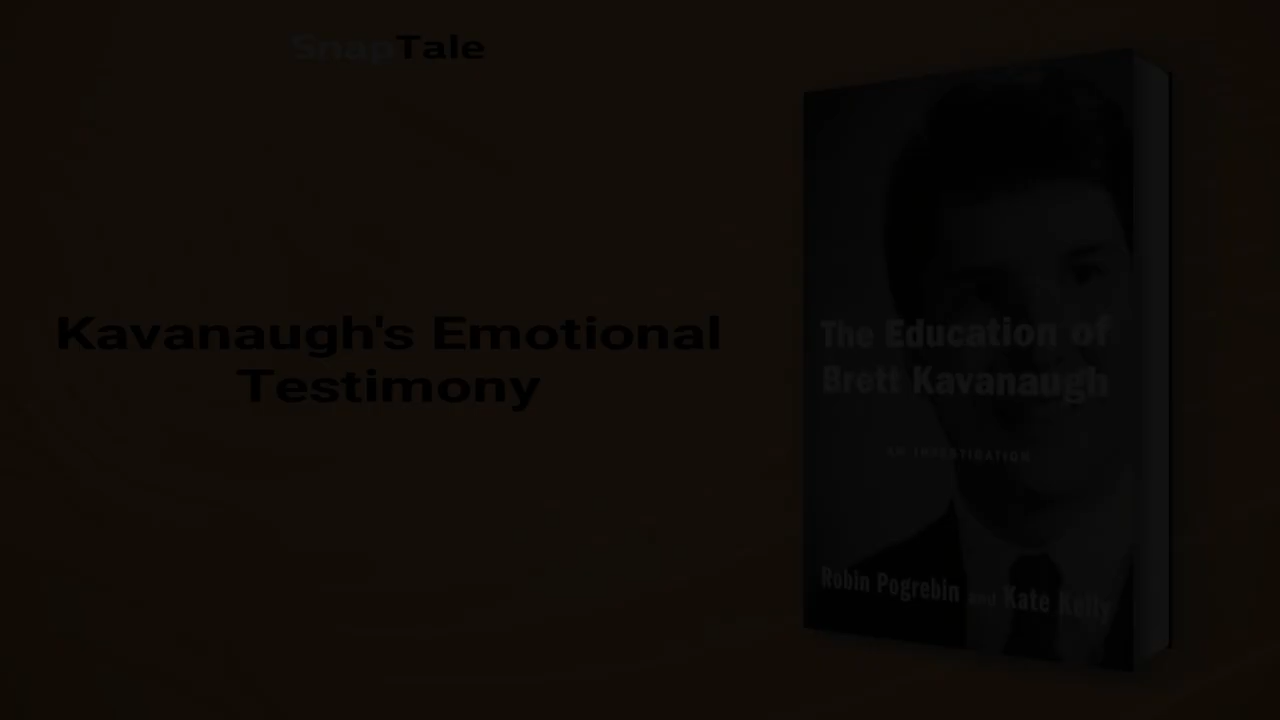 SnapTale
Kavanaugh's Emotional
Testimony
The Education of
Brett Kavanaugh
AN INVESTIGATION
Robin Pogrebin and Kate Kelly